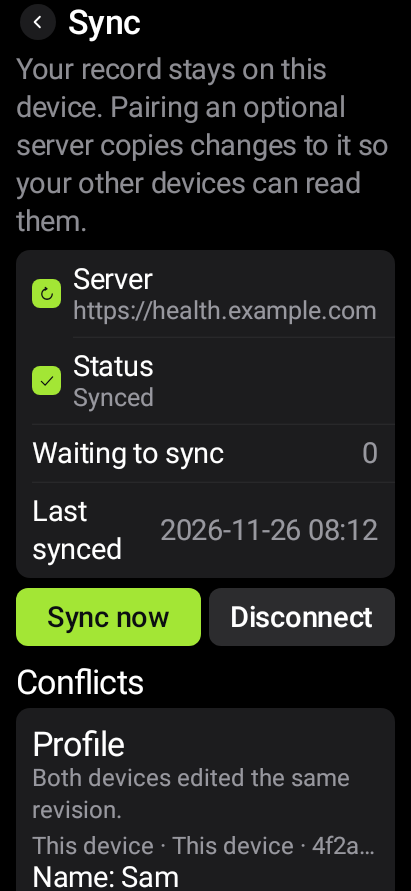 Sync
Your record stays on this
device. Pairing an optional
server copies changes to it so
your other devices can read
them.
Server
https://health.example.com
Status
Synced
Waiting to sync 0
Last
synced 2026-11-26 08:12
Sync now Disconnect
Conflicts
Profile
Both devices edited the same
revision.
This device · This device · 4f2a…
Name: Sam